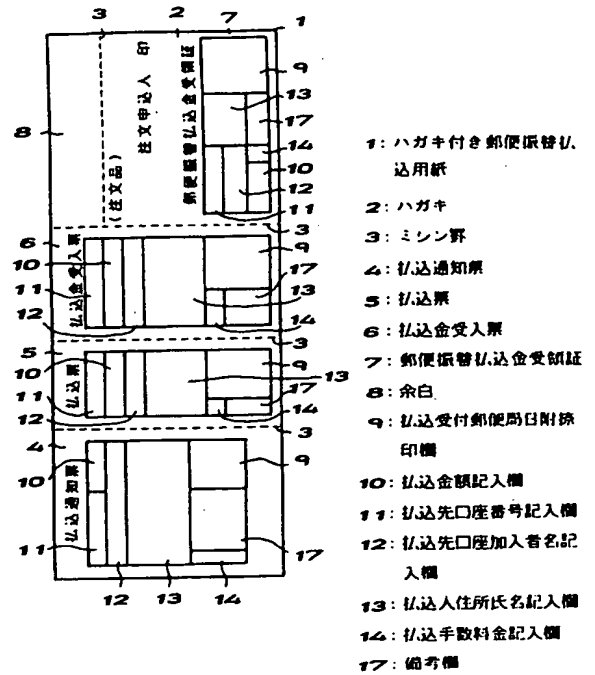 3 2 7 1
8
注文申込人 印
(注文品)
郵便振替払込金受領証
9
13
17
14
10
12
11
3
6
10
11
12
払込金受入票
9
17
13
14
3
5
10
11
12
払込票
9
13
17
14
3
4
10
11
払込通知票
9
17
12 13 14
1:ハガキ付き郵便振替払
込用紙
2:ハガキ
3:ミシン罫
4:払込通知票
5:払込票
6:払込金受入票
7:郵便振替払込金受領証
8:余白
9:払込受付郵便局日附捺
印欄
10:払込金額記入欄
11:払込先口座番号記入欄
12:払込先口座加入者名記
入欄
13:払込人住所氏名記入欄
14:払込手数料金記入欄
17:備考欄